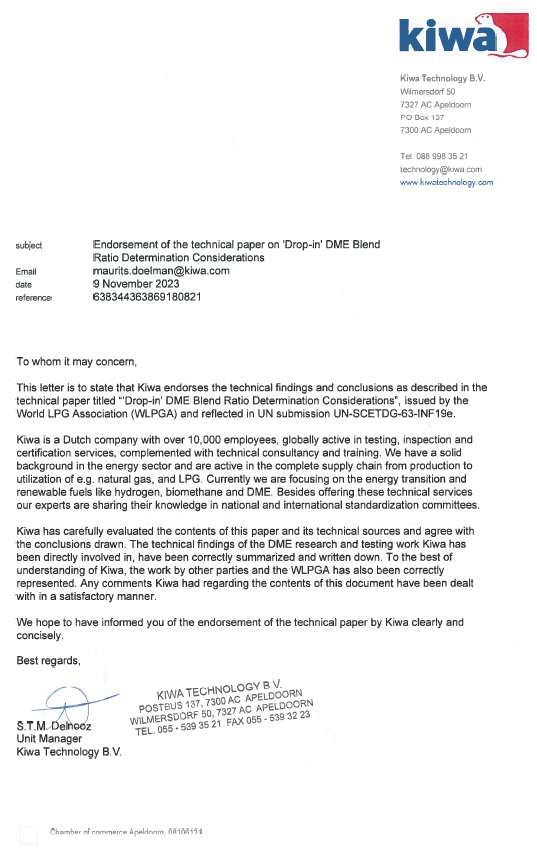 kiwa
Kiwa Technology B.V.
Wilmersdorf 50
7327 AC Apeldoorn
PO Box 137
7300 AC Apeldoorn
Tel. 088 998 35 21
technology@kiwa.com
www.kiwatechnology.com
subject Endorsement of the technical paper on 'Drop-in' DME Blend
Ratio Determination Considerations
Email maurits.doelman@kiwa.com
date 9 November 2023
reference 638344363869180821
To whom it may concern,
This letter is to state that Kiwa endorses the technical findings and conclusions as described in the
technical paper titled "'Drop-in' DME Blend Ratio Determination Considerations", issued by the
World LPG Association (WLPGA) and reflected in UN submission UN-SCETDG-63-INF19e.
Kiwa is a Dutch company with over 10,000 employees, globally active in testing, inspection and
certification services, complemented with technical consultancy and training. We have a solid
background in the energy sector and are active in the complete supply chain from production to
utilization of e.g. natural gas, and LPG. Currently we are focusing on the energy transition and
renewable fuels like hydrogen, biomethane and DME. Besides offering these technical services
our experts are sharing their knowledge in national and international standardization committees.
Kiwa has carefully evaluated the contents of this paper and its technical sources and agree with
the conclusions drawn. The technical findings of the DME research and testing work Kiwa has
been directly involved in, have been correctly summarized and written down. To the best of
understanding of Kiwa, the work by other parties and the WLPGA has also been correctly
represented. Any comments Kiwa had regarding the contents of this document have been dealt
with in a satisfactory manner.
We hope to have informed you of the endorsement of the technical paper by Kiwa clearly and
concisely.
Best regards,
KIWA TECHNOLOGY B.V.
POSTBUS 137, 7300 AC APELDOORN
WILMERSDORF 50, 7327 AC APELDOORN
TEL. 055 - 539 35 21 FAX 055 - 539 32 23
S.T.M. Delnooz
Unit Manager
Kiwa Technology B.V.
Chamber of commerce Apeldoorn,